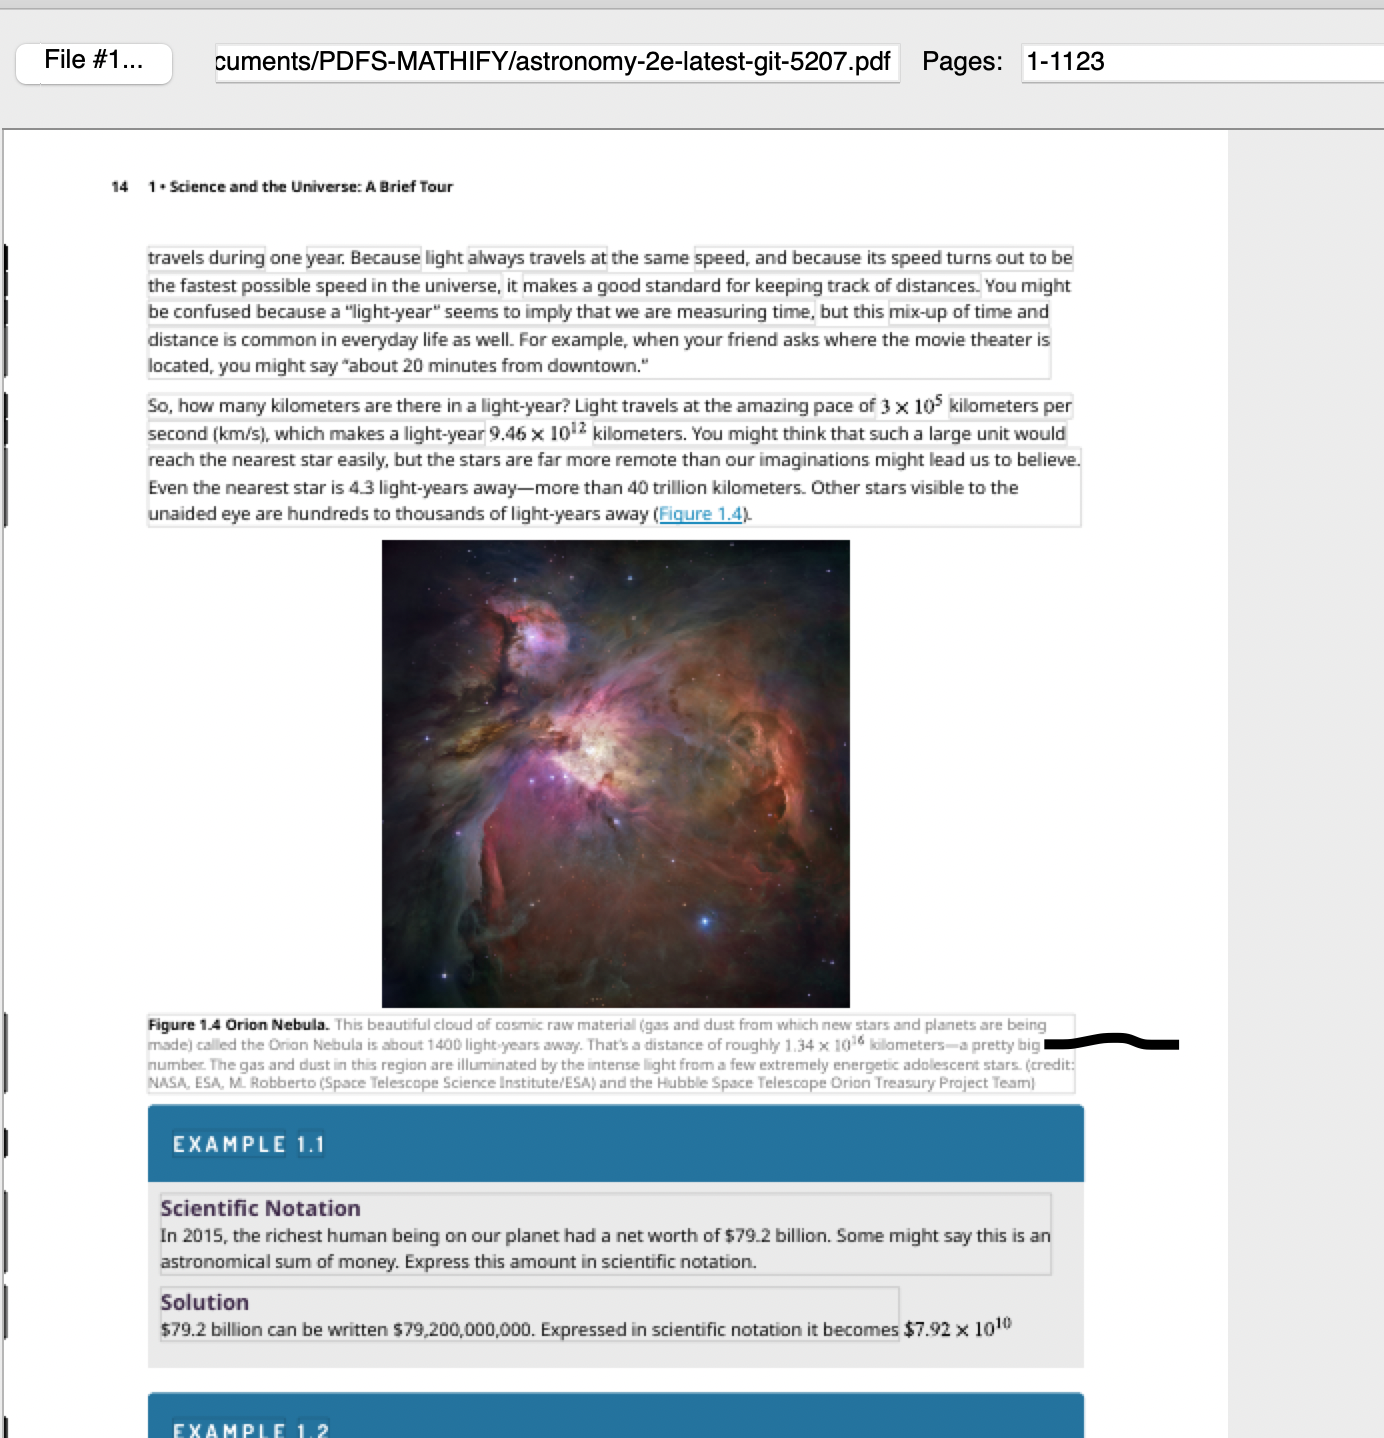 File #1...
cuments/PDFS-MATHIFY/astronomy-2e-latest-git-5207.pdf
Pages:
1-1123
14 1 • Science and the Universe: A Brief Tour
travels during one year. Because light always travels at the same speed, and because its speed turns out to be
the fastest possible speed in the universe, it makes a good standard for keeping track of distances. You might
be confused because a "light-year" seems to imply that we are measuring time, but this mix-up of time and
distance is common in everyday life as well. For example, when your friend asks where the movie theater is
located, you might say “about 20 minutes from downtown.”
So, how many kilometers are there in a light-year? Light travels at the amazing pace of 3 × 10⁵ kilometers per
second (km/s), which makes a light-year 9.46 × 10¹² kilometers. You might think that such a large unit would
reach the nearest star easily, but the stars are far more remote than our imaginations might lead us to believe.
Even the nearest star is 4.3 light-years away—more than 40 trillion kilometers. Other stars visible to the
unaided eye are hundreds to thousands of light-years away (Figure 1.4).
Figure 1.4 Orion Nebula. This beautiful cloud of cosmic raw material (gas and dust from which new stars and planets are being
made) called the Orion Nebula is about 1400 light-years away. That's a distance of roughly 1.34 × 10¹⁶ kilometers—a pretty big
number. The gas and dust in this region are illuminated by the intense light from a few extremely energetic adolescent stars. (credit:
NASA, ESA, M. Robberto (Space Telescope Science Institute/ESA) and the Hubble Space Telescope Orion Treasury Project Team)
EXAMPLE 1.1
Scientific Notation
In 2015, the richest human being on our planet had a net worth of $79.2 billion. Some might say this is an
astronomical sum of money. Express this amount in scientific notation.
Solution
$79.2 billion can be written $79,200,000,000. Expressed in scientific notation it becomes $7.92 × 10¹⁰
EXAMPLE 1.2